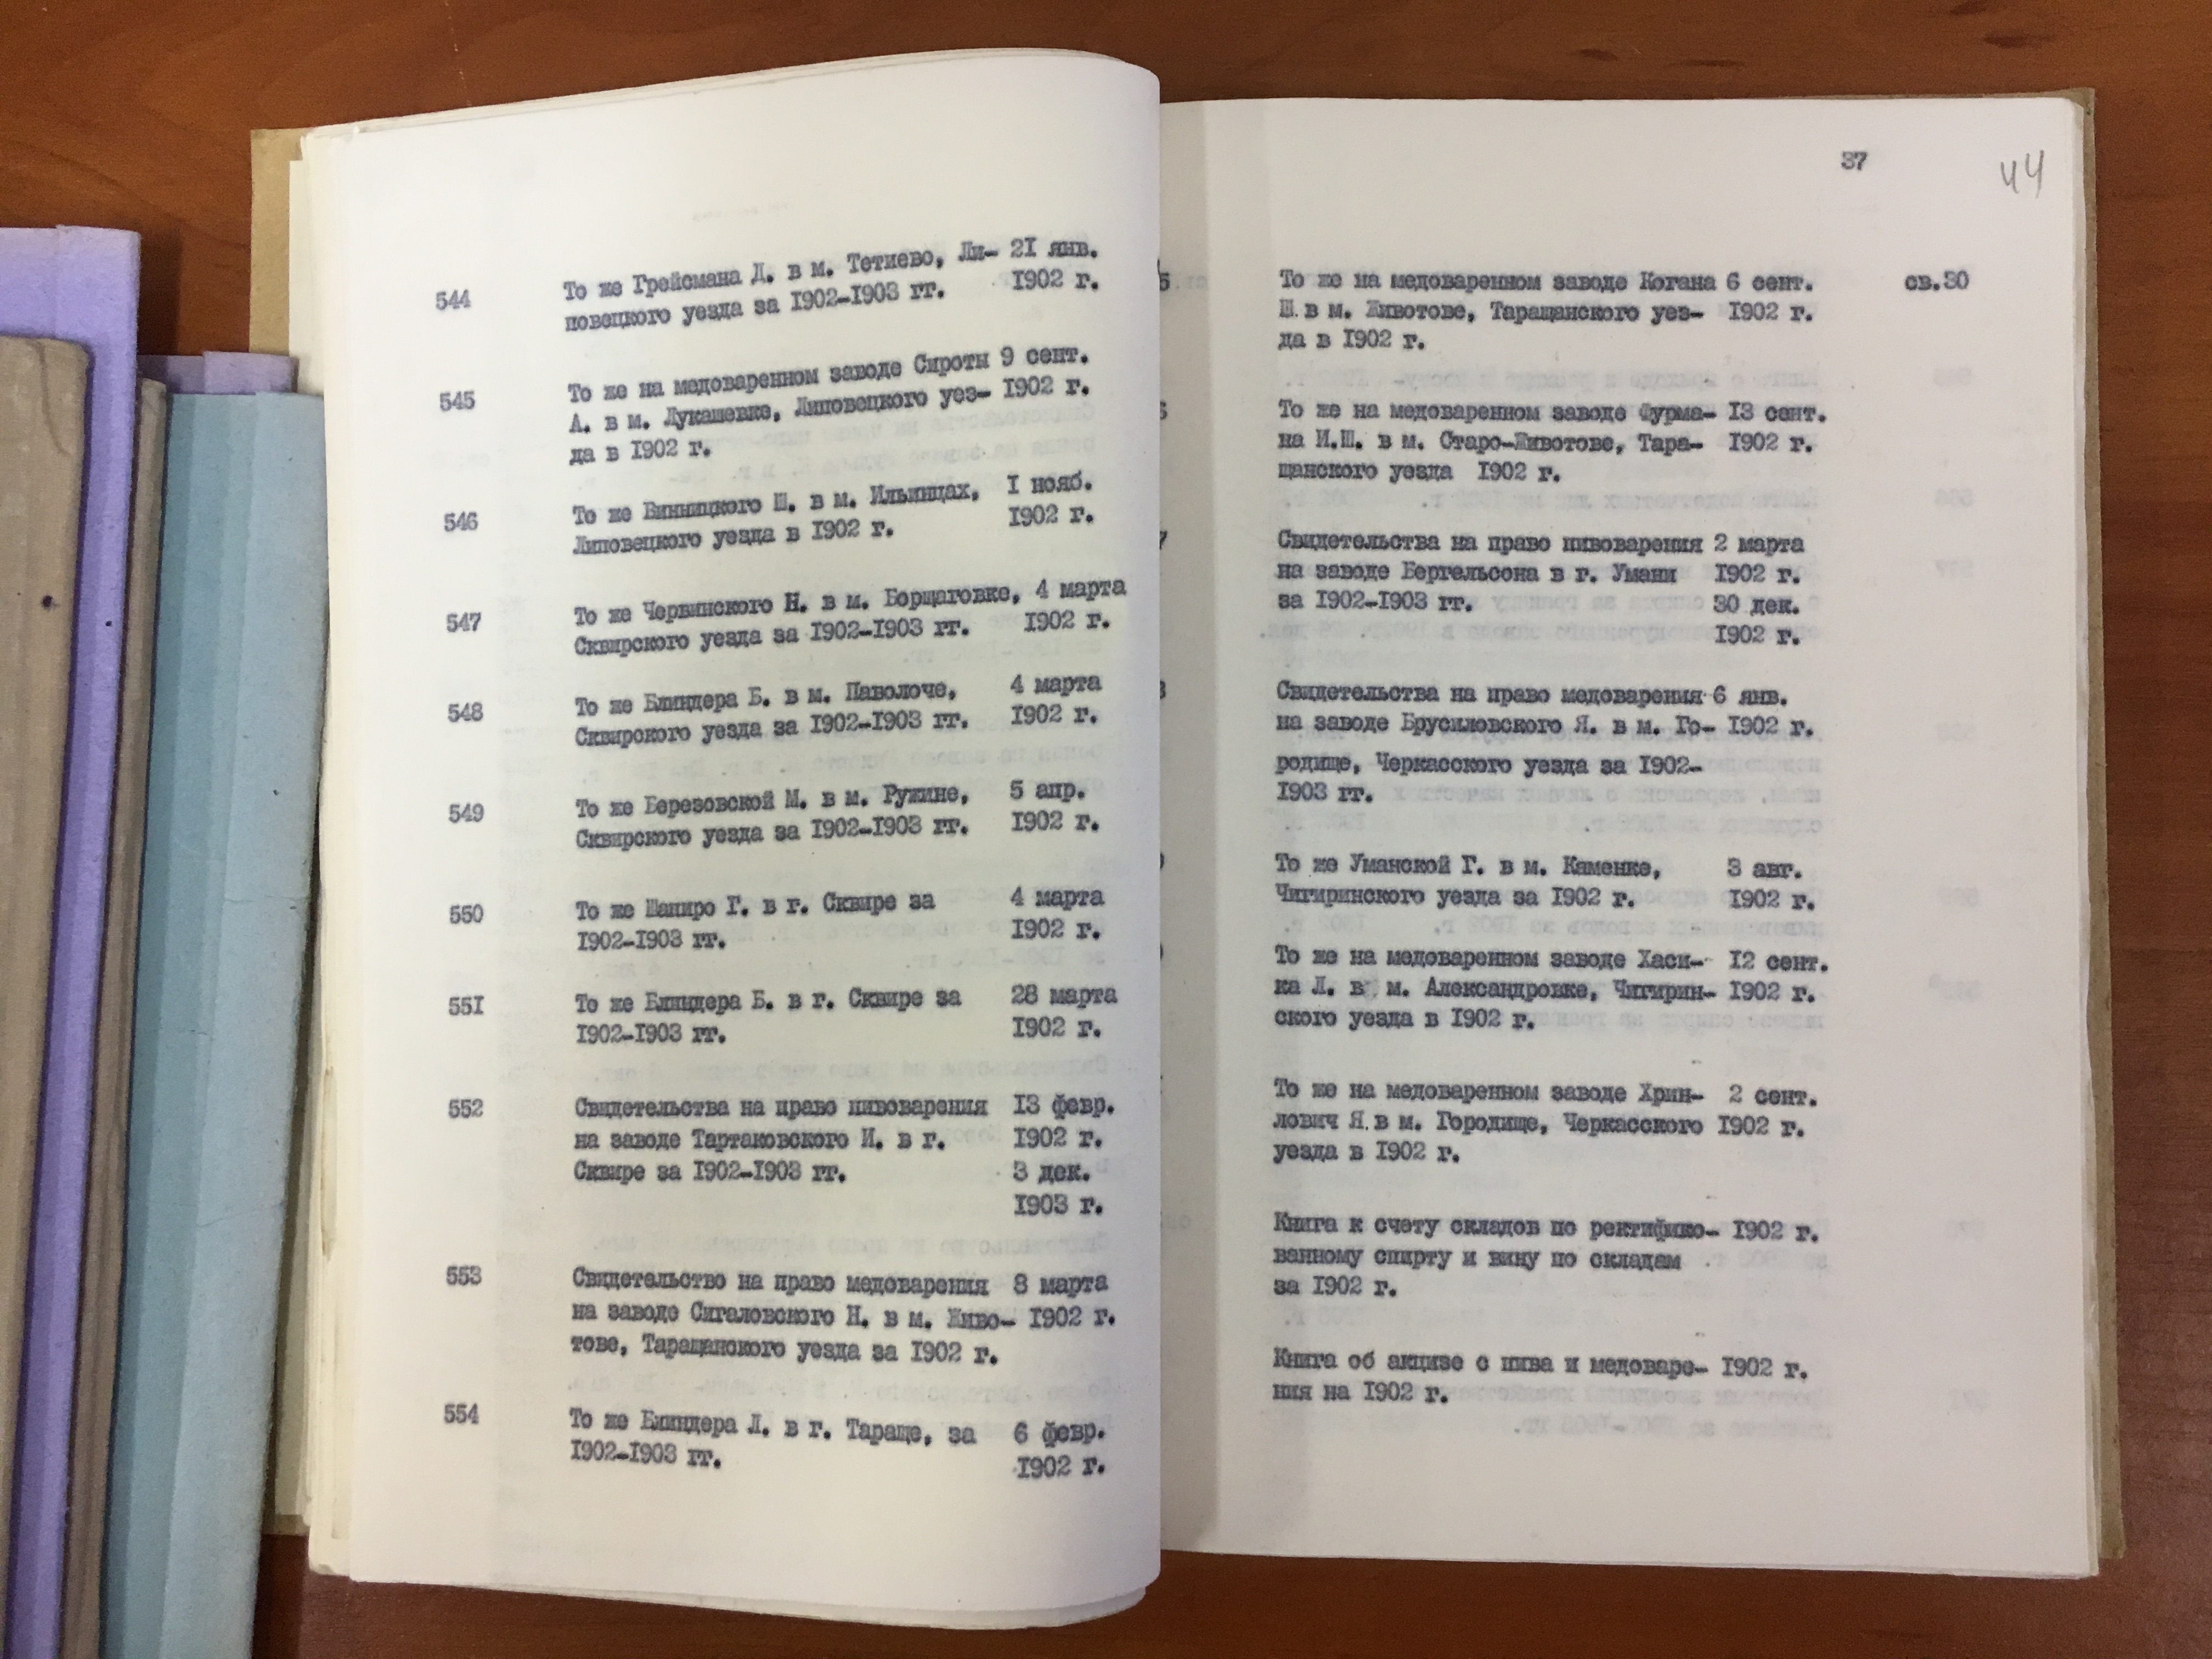 544 То же Грейсмана Д. в м. Тетиево, Ли- 21 янв.
повецкого уезда за 1902-1903 гг. 1902 г.
545 То же на медоваренном заводе Сироты 9 сент.
А. в м. Лукашевке, Липовецкого уез- 1902 г.
да в 1902 г.
546 То же Винницкого Ш. в м. Ильинцах, 1 нояб.
Липовецкого уезда в 1902 г. 1902 г.
547 То же Червинского Н. в м. Борщаговке, 4 марта
Сквирского уезда за 1902-1903 гг. 1902 г.
548 То же Блиндера Б. в м. Паволоче, 4 марта
Сквирского уезда за 1902-1903 гг. 1902 г.
549 То же Березовской М. в м. Ружине, 5 апр.
Сквирского уезда за 1902-1903 гг. 1902 г.
550 То же Шапиро Г. в г. Сквире за 4 марта
1902-1903 гг. 1902 г.
551 То же Блиндера Б. в г. Сквире за 28 марта
1902-1903 гг. 1902 г.
552 Свидетельства на право пивоварения 13 февр.
на заводе Тартаковского И. в г. 1902 г.
Сквире за 1902-1903 гг. 3 дек.
1903 г.
553 Свидетельство на право медоварения 8 марта
на заводе Сигаловского Н. в м. Живо- 1902 г.
тове, Таращанского уезда за 1902 г.
554 То же Блиндера Л. в г. Тараще, за 6 февр.
1902-1903 гг. 1902 г.
37
44
5 То же на медоваренном заводе Когана 6 сент. св.30
Ш. в м. Животове, Таращанского уез- 1902 г.
да в 1902 г.
6 То же на медоваренном заводе Фурма- 13 сент.
на И.Ш. в м. Старо-Животове, Тара- 1902 г.
щанского уезда 1902 г.
7 Свидетельства на право пивоварения 2 марта
на заводе Бергельсона в г. Умани 1902 г.
за 1902-1903 гг. 30 дек.
1902 г.
8 Свидетельства на право медоварения 6 янв.
на заводе Брусиловского Я. в м. Го- 1902 г.
родище, Черкасского уезда за 1902-
1903 гг.
То же Уманской Г. в м. Каменке, 3 авг.
Чигиринского уезда за 1902 г. 1902 г.
То же на медоваренном заводе Хаси- 12 сент.
ка Л. в м. Александровке, Чигирин- 1902 г.
ского уезда в 1902 г.
То же на медоваренном заводе Хрин- 2 сент.
лович Я.в м. Городище, Черкасского 1902 г.
уезда в 1902 г.
Книга к счету складов по ректифико- 1902 г.
ванному спирту и вину по складам
за 1902 г.
Книга об акцизе с пива и медоваре- 1902 г.
ния на 1902 г.